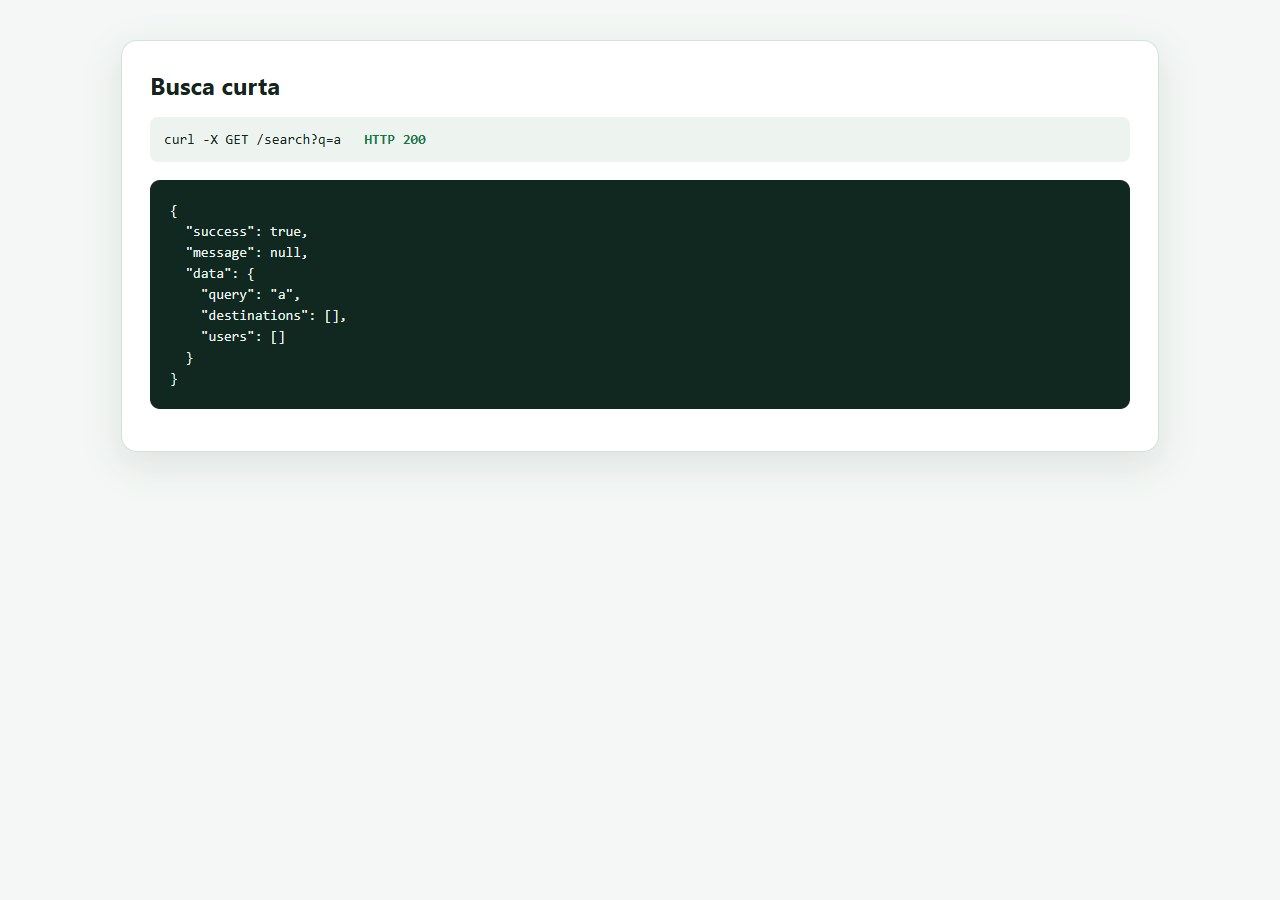 Busca curta
curl -X GET /search?q=a   HTTP 200
{
  "success": true,
  "message": null,
  "data": {
    "query": "a",
    "destinations": [],
    "users": []
  }
}